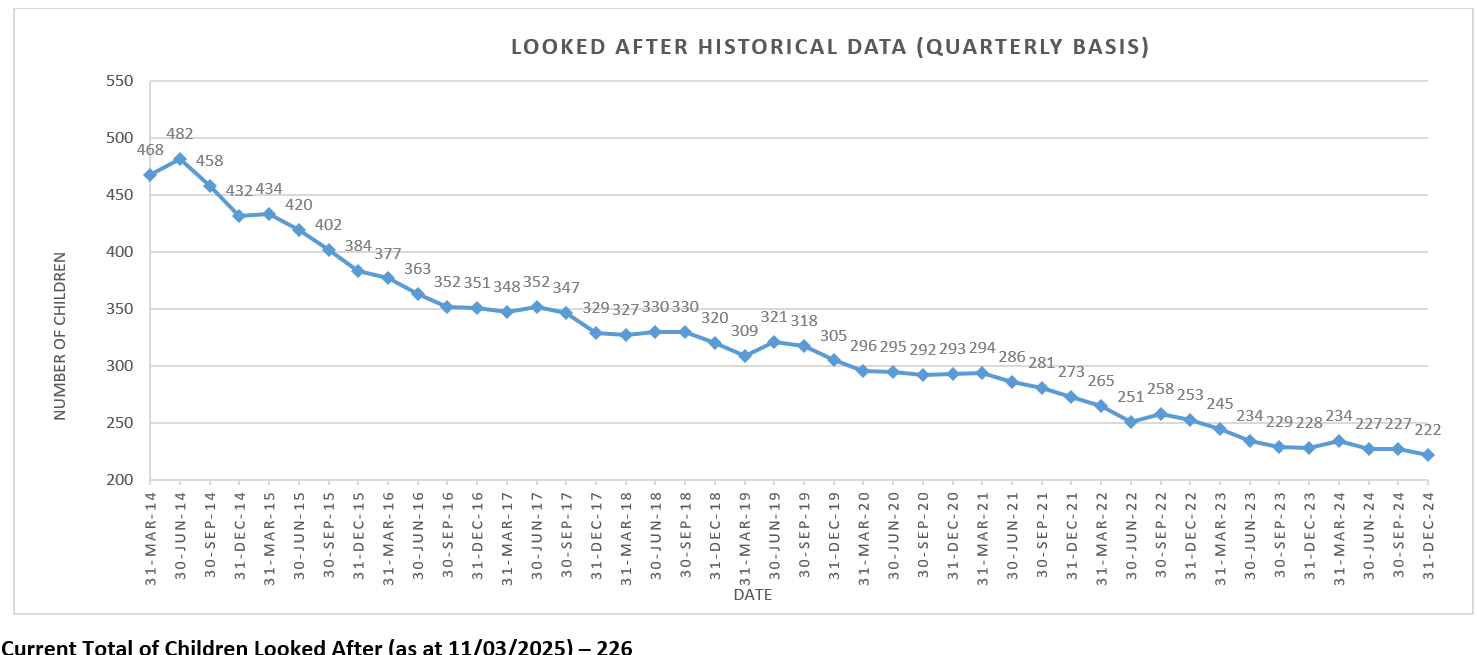 LOOKED AFTER HISTORICAL DATA (QUARTERLY BASIS)
550
500
450
400
350
300
250
200
NUMBER OF CHILDREN
468
482
458
432
434
420
402
384
377
363
352
351
348
352
347
329
327
330
330
320
309
321
318
305
296
295
292
293
294
286
281
273
265
251
258
253
245
234
229
228
234
227
227
222
31-MAR-14
30-JUN-14
30-SEP-14
31-DEC-14
31-MAR-15
30-JUN-15
30-SEP-15
31-DEC-15
31-MAR-16
30-JUN-16
30-SEP-16
31-DEC-16
31-MAR-17
30-JUN-17
30-SEP-17
31-DEC-17
31-MAR-18
30-JUN-18
30-SEP-18
31-DEC-18
31-MAR-19
30-JUN-19
30-SEP-19
31-DEC-19
31-MAR-20
30-JUN-20
30-SEP-20
31-DEC-20
31-MAR-21
30-JUN-21
30-SEP-21
31-DEC-21
31-MAR-22
30-JUN-22
30-SEP-22
31-DEC-22
31-MAR-23
30-JUN-23
30-SEP-23
31-DEC-23
31-MAR-24
30-JUN-24
30-SEP-24
31-DEC-24
DATE
Current Total of Children Looked After (as at 11/03/2025) – 226